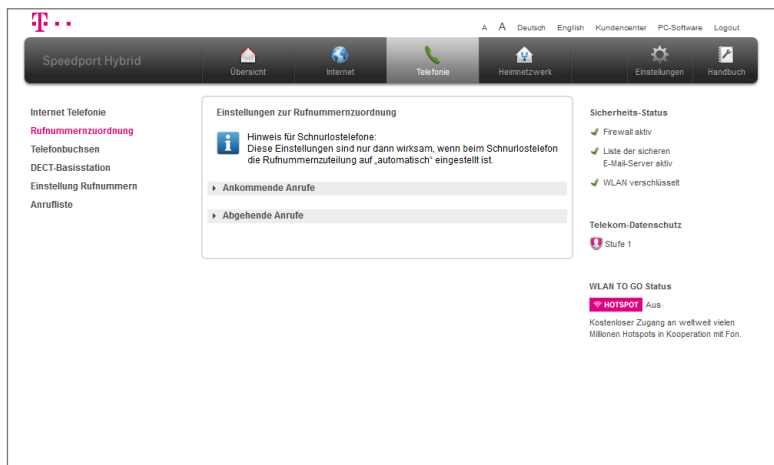 T
A A Deutsch English Kundencenter PC-Software Logout
Speedport Hybrid
Übersicht
Internet
Telefonie
Heimnetzwerk
Einstellungen
Handbuch
Internet Telefonie
Rufnummernzuordnung
Telefonbuchsen
DECT-Basisstation
Einstellung Rufnummern
Anrufliste
Einstellungen zur Rufnummernzuordnung
Hinweis für Schnurlostelefone:
Diese Einstellungen sind nur dann wirksam, wenn beim Schnurlostelefon
die Rufnummernzuteilung auf „automatisch" eingestellt ist.
Ankommende Anrufe
Abgehende Anrufe
Sicherheits-Status
Firewall aktiv
Liste der sicheren
E-Mail-Server aktiv
WLAN verschlüsselt
Telekom-Datenschutz
Stufe 1
WLAN TO GO Status
HOTSPOT Aus
Kostenloser Zugang an weltweit vielen
Millionen Hotspots in Kooperation mit Fon.